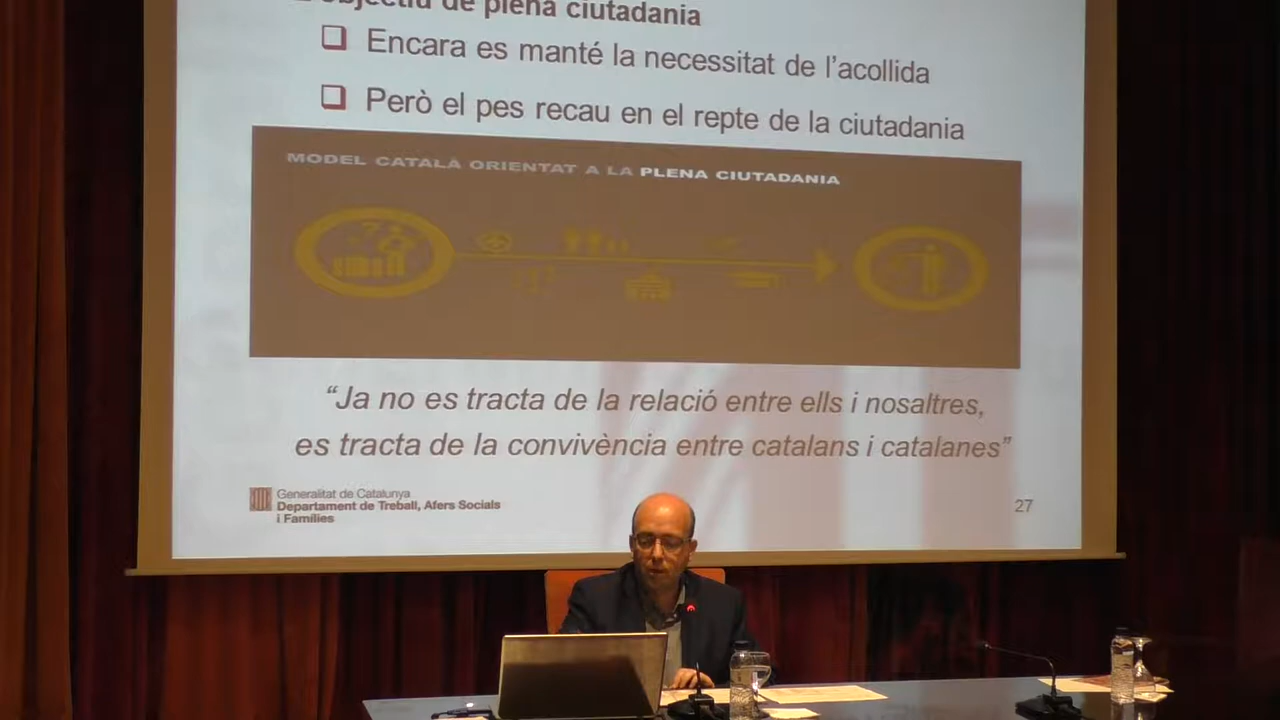 objectiu de plena ciutadania
Encara es manté la necessitat de l’acollida
Però el pes recau en el repte de la ciutadania
MODEL CATALÀ ORIENTAT A LA PLENA CIUTADANIA
“Ja no es tracta de la relació entre ells i nosaltres,
es tracta de la convivència entre catalans i catalanes”
Generalitat de Catalunya
Departament de Treball, Afers Socials
i Famílies
27